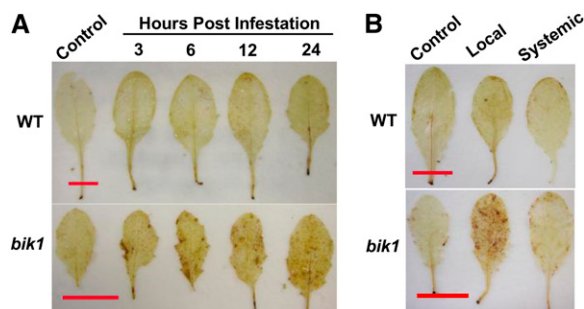 A
Control
Hours Post Infestation
3 6 12 24
WT
bik1
B
Control Local Systemic
WT
bik1